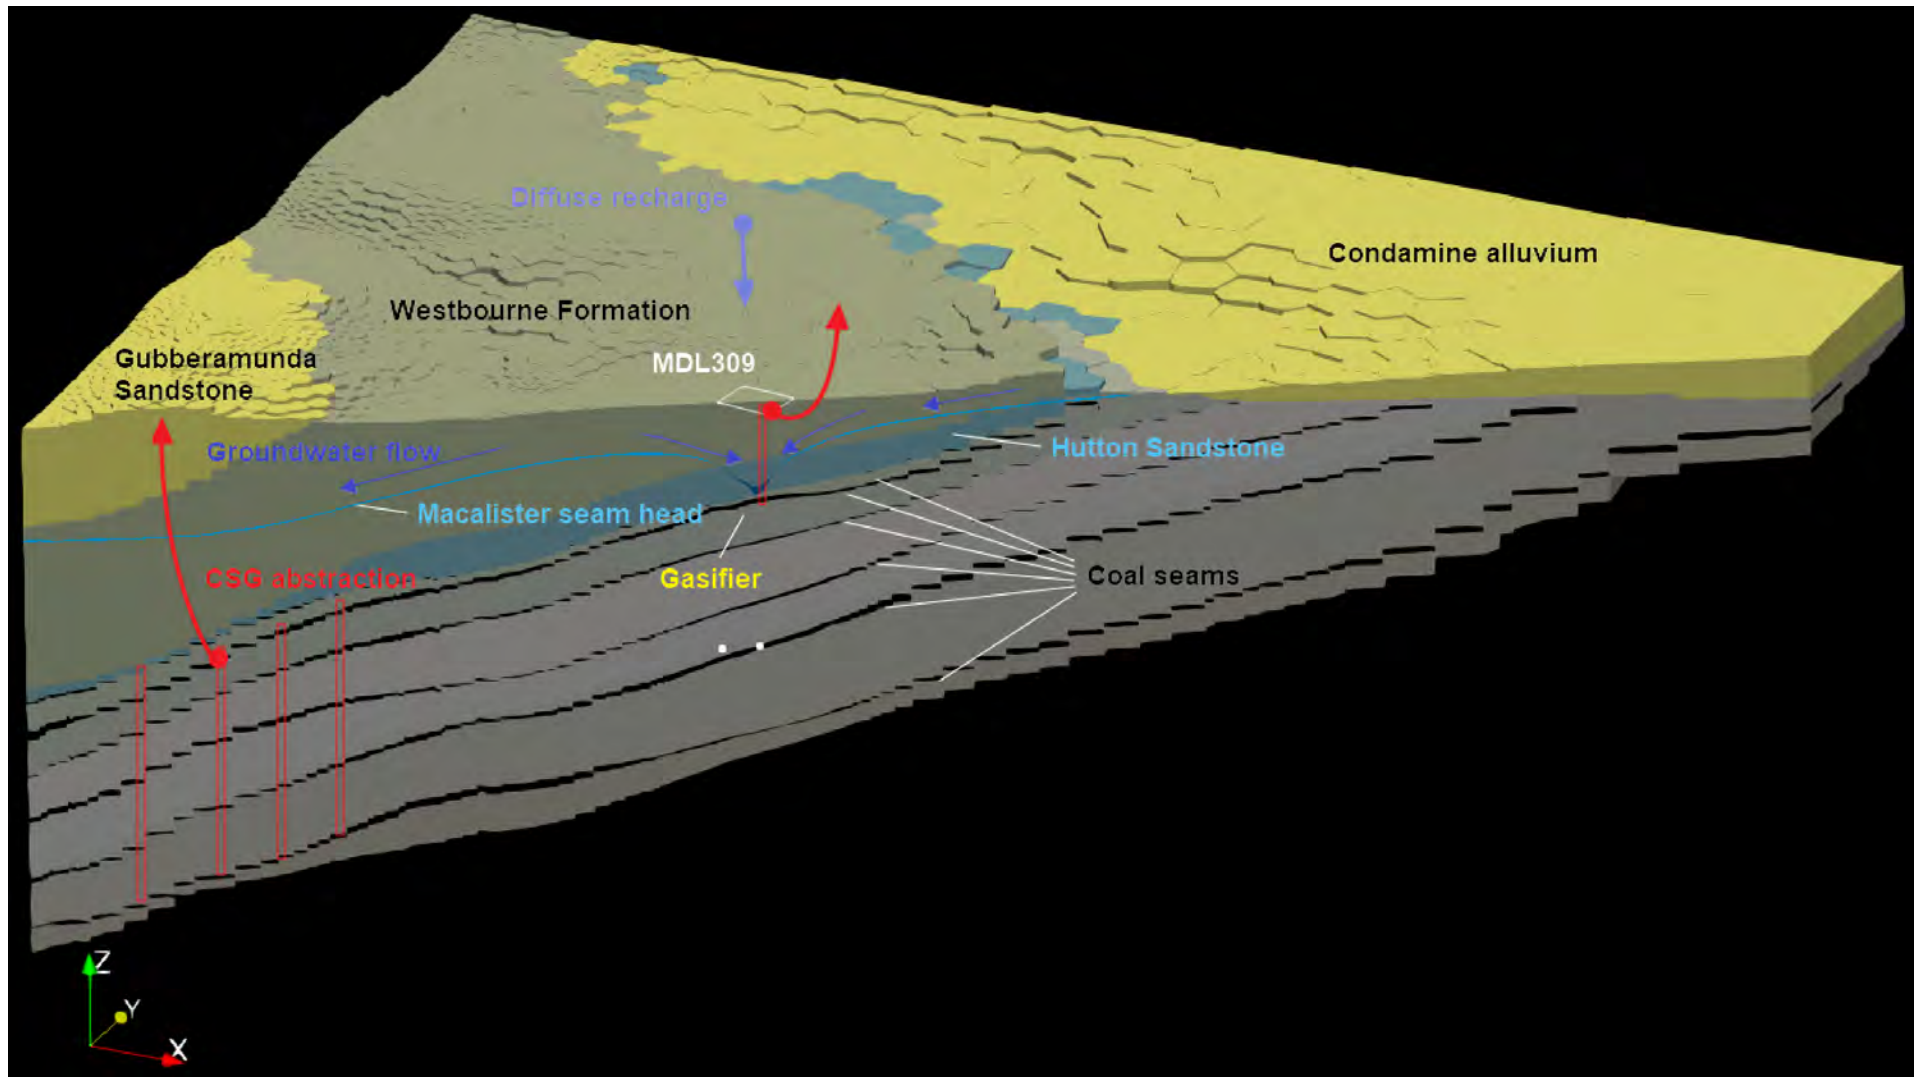 Diffuse recharge
Condamine alluvium
Westbourne Formation
Gubberamunda
Sandstone
MDL309
Groundwater flow
Hutton Sandstone
Macalister seam head
CSG abstraction
Gasifier
Coal seams
Z
Y
X